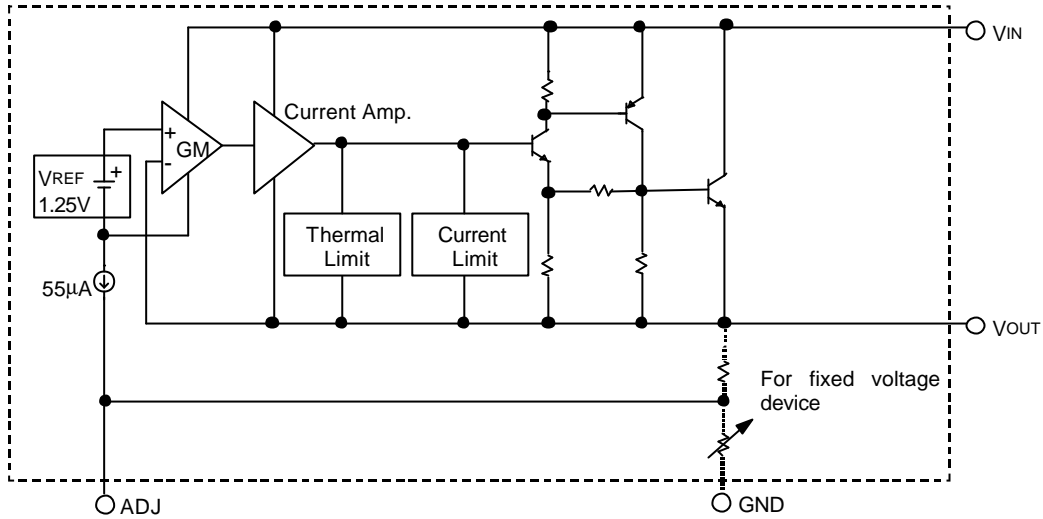 VIN
Current Amp.
+
GM
-
+
VREF
1.25V
Thermal
Limit
Current
Limit
55µA
VOUT
For fixed voltage
device
ADJ
GND